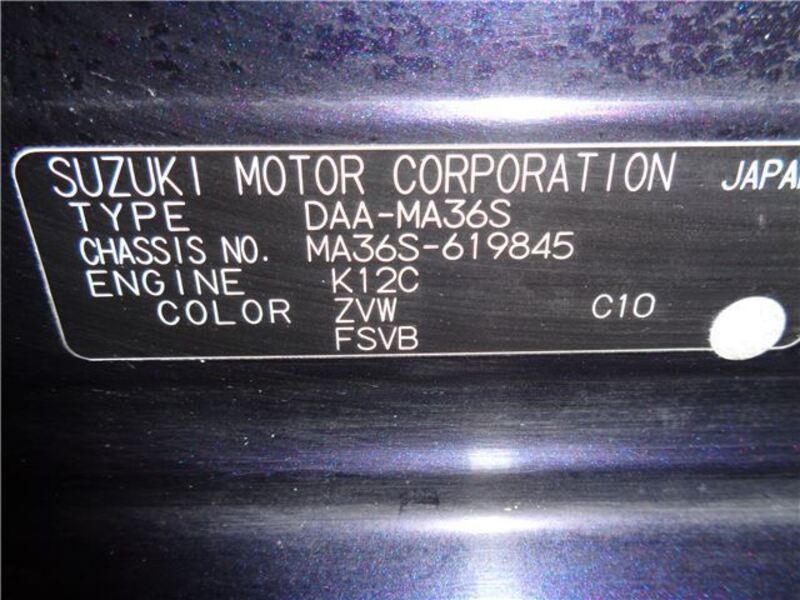 SUZUKI MOTOR CORPORATION JAPAN
TYPE DAA-MA36S
CHASSIS NO. MA36S-619845
ENGINE K12C
COLOR ZVW C10
FSVB